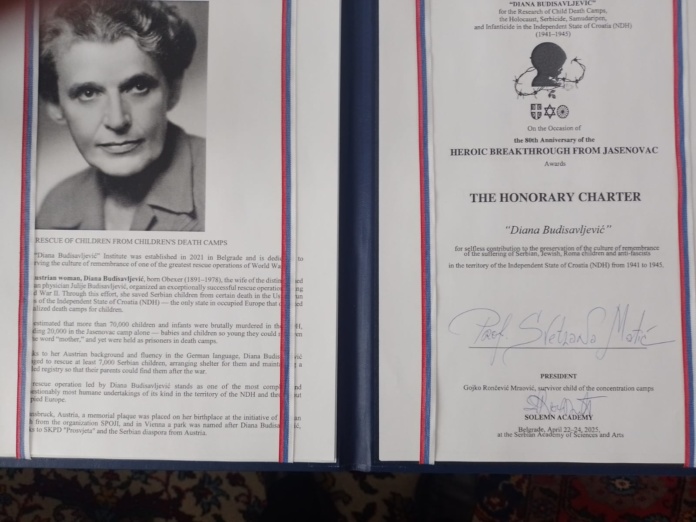 RESCUE OF CHILDREN FROM CHILDREN'S DEATH CAMPS
"Diana Budisavljević" Institute was established in 2021 in Belgrade and is to
the culture of remembrance of one of the greatest rescue operations of World
woman, Diana Budisavljević, born Obexer (1891–1978), the wife of the
physician Julije Budisavljević, organized an exceptionally successful rescue
War II. Through this effort, she saved Serbian children from certain death in the
of the Independent State of Croatia (NDH) — the only state in occupied Europe that
death camps for children.
that more than 70,000 children and infants were brutally murdered in the
20,000 in the Jasenovac camp alone — babies and children so young they could
word "mother," and yet were held as prisoners in death camps.
to her Austrian background and fluency in the German language, Diana
to rescue at least 7,000 Serbian children, arranging shelter for them and
registry so that their parents could find them after the war.
rescue operation led by Diana Budisavljević stands as one of the most
most humane undertakings of its kind in the territory of the NDH and
Europe.
Austria, a memorial plaque was placed on her birthplace at the initiative of
from the organization SPOJI, and in Vienna a park was named after Diana
to SKPD "Prosvjeta" and the Serbian diaspora from Austria.
"DIANA BUDISAVLJEVIĆ"
for the Research of Child Death Camps,
the Holocaust, Serbicide, Samudaripen,
and Infanticide in the Independent State of Croatia (NDH)
(1941–1945)
On the Occasion of
the 80th Anniversary of the
HEROIC BREAKTHROUGH FROM JASENOVAC
Awards
THE HONORARY CHARTER
"Diana Budisavljević"
for selfless contribution to the preservation of the culture of remembrance
of the suffering of Serbian, Jewish, Roma children and anti-fascists
in the territory of the Independent State of Croatia (NDH) from 1941 to 1945.
Prof. Svetlana Matić
PRESIDENT
Gojko Rončević Mraović, survivor child of the concentration camps
SOLEMN ACADEMY
Belgrade, April 22–24, 2025,
at the Serbian Academy of Sciences and Arts